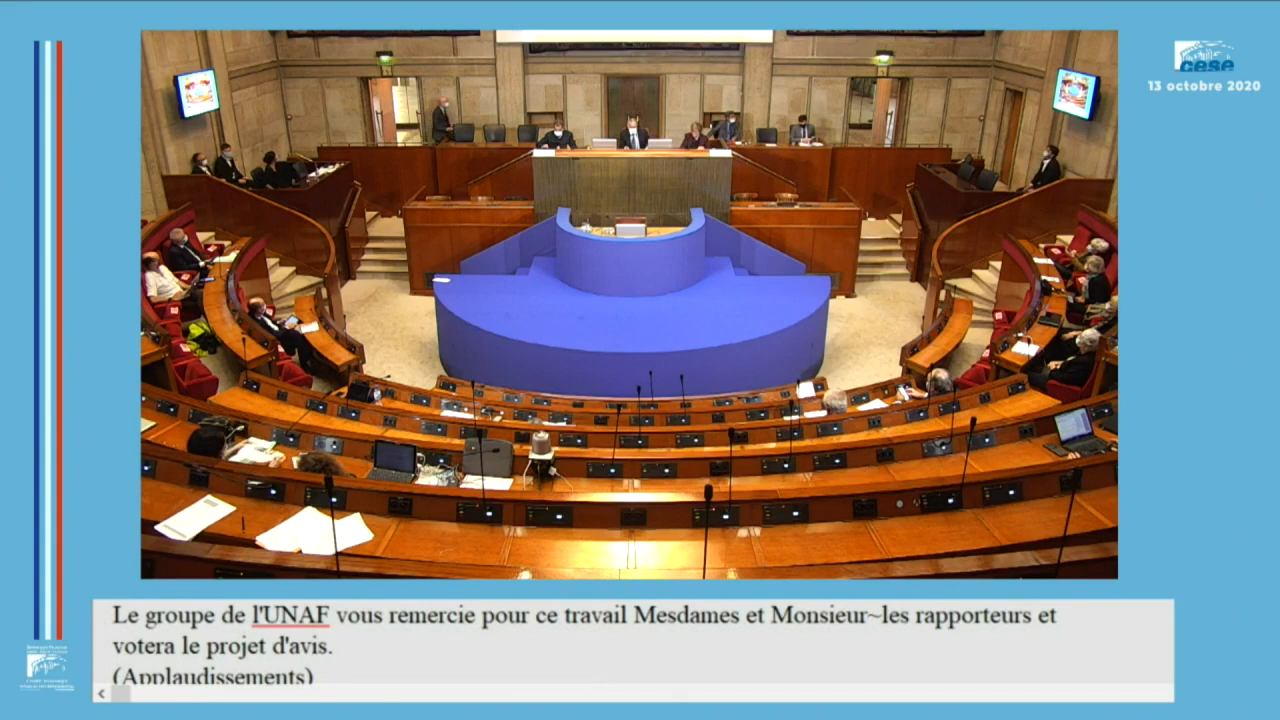 cese
13 octobre 2020
Le groupe de l'UNAF vous remercie pour ce travail Mesdames et Monsieur~les rapporteurs et
votera le projet d'avis.
(Applaudissements)